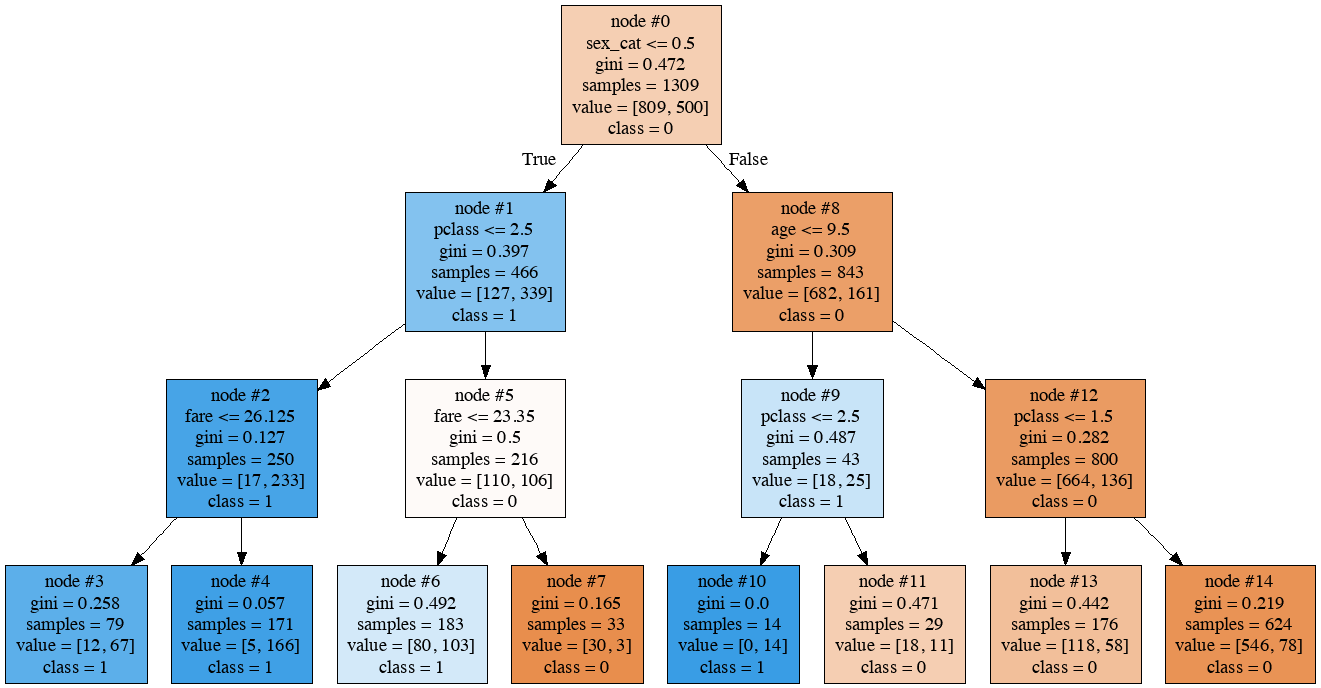 node #0
sex_cat <= 0.5
gini = 0.472
samples = 1309
value = [809, 500]
class = 0
True
False
node #1
pclass <= 2.5
gini = 0.397
samples = 466
value = [127, 339]
class = 1
node #8
age <= 9.5
gini = 0.309
samples = 843
value = [682, 161]
class = 0
node #2
fare <= 26.125
gini = 0.127
samples = 250
value = [17, 233]
class = 1
node #5
fare <= 23.35
gini = 0.5
samples = 216
value = [110, 106]
class = 0
node #9
pclass <= 2.5
gini = 0.487
samples = 43
value = [18, 25]
class = 1
node #12
pclass <= 1.5
gini = 0.282
samples = 800
value = [664, 136]
class = 0
node #3
gini = 0.258
samples = 79
value = [12, 67]
class = 1
node #4
gini = 0.057
samples = 171
value = [5, 166]
class = 1
node #6
gini = 0.492
samples = 183
value = [80, 103]
class = 1
node #7
gini = 0.165
samples = 33
value = [30, 3]
class = 0
node #10
gini = 0.0
samples = 14
value = [0, 14]
class = 1
node #11
gini = 0.471
samples = 29
value = [18, 11]
class = 0
node #13
gini = 0.442
samples = 176
value = [118, 58]
class = 0
node #14
gini = 0.219
samples = 624
value = [546, 78]
class = 0